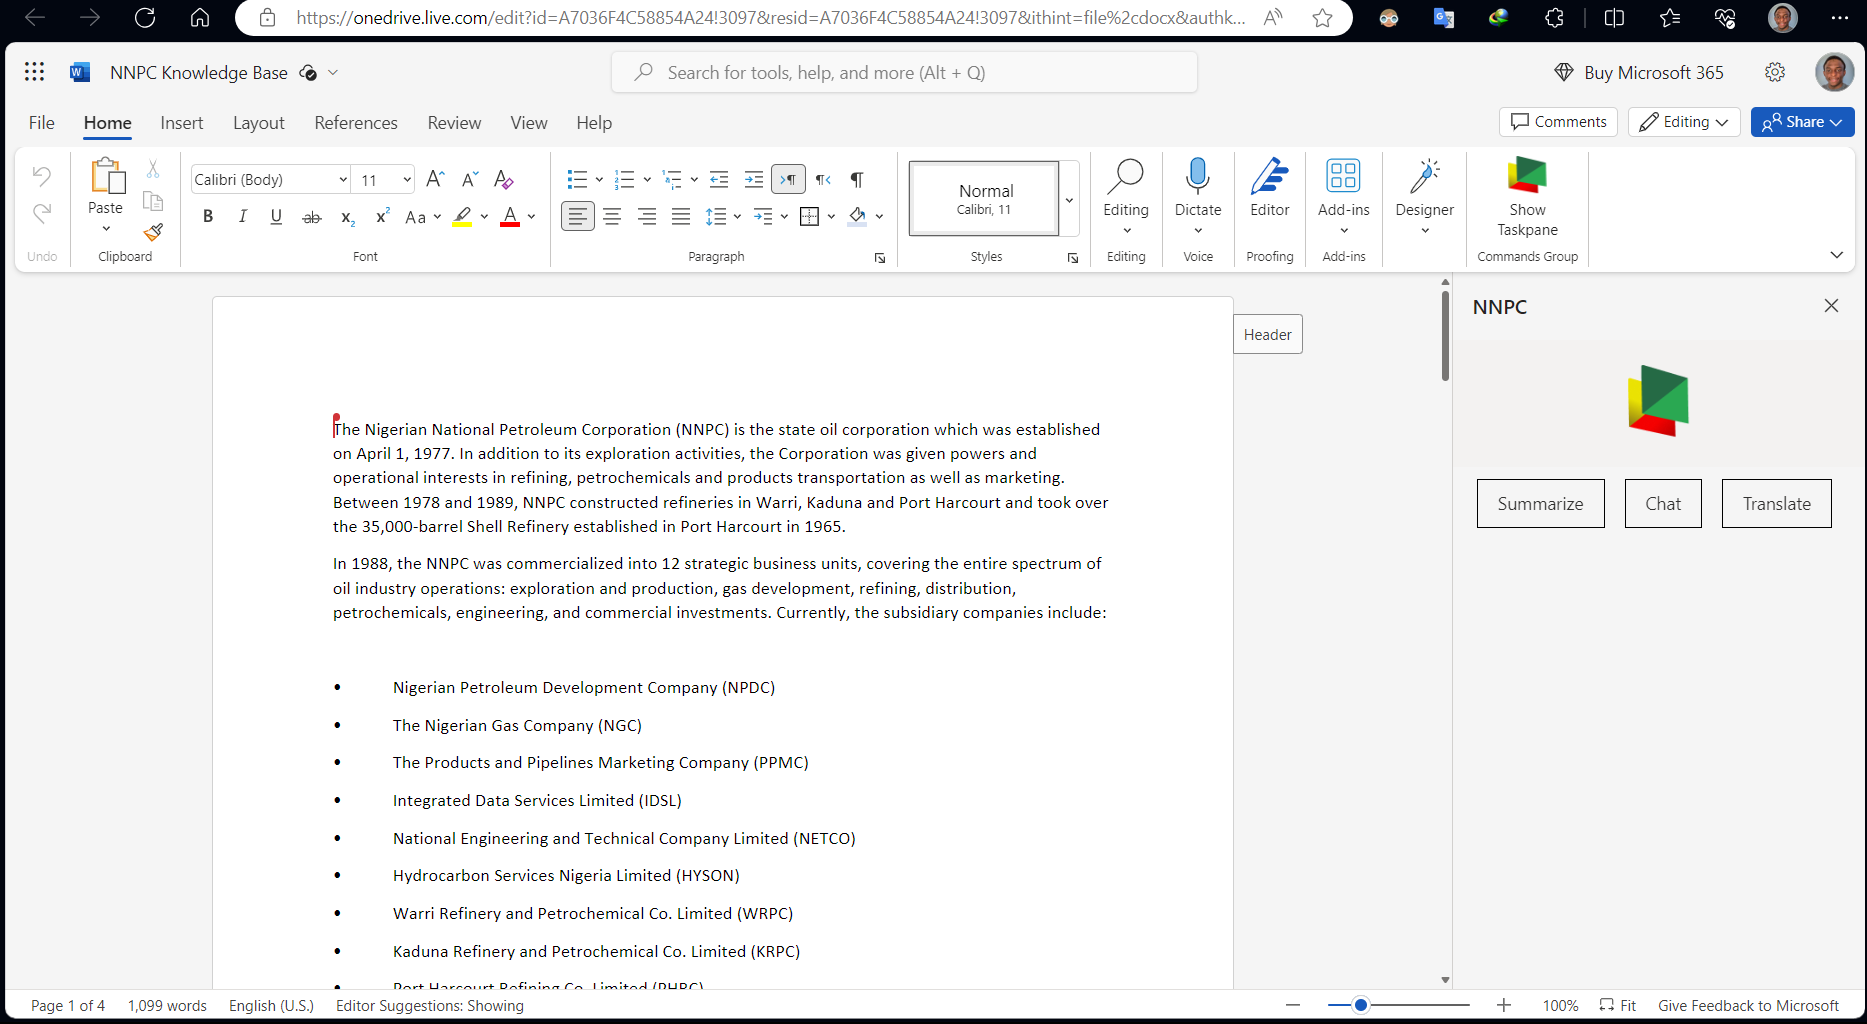 https://onedrive.live.com/edit?id=A7036F4C58854A24!3097&resid=A7036F4C58854A24!3097&ithint=file%2cdocx&authk...
NNPC Knowledge Base
Search for tools, help, and more (Alt + Q)
Buy Microsoft 365
File Home Insert Layout References Review View Help
Comments Editing Share
Paste
Calibri (Body) 11
Normal
Calibri, 11
Editing Dictate Editor Add-ins Designer Show
Taskpane
Undo Clipboard Font Paragraph Styles Editing Voice Proofing Add-ins Commands Group
Header
The Nigerian National Petroleum Corporation (NNPC) is the state oil corporation which was established
on April 1, 1977. In addition to its exploration activities, the Corporation was given powers and
operational interests in refining, petrochemicals and products transportation as well as marketing.
Between 1978 and 1989, NNPC constructed refineries in Warri, Kaduna and Port Harcourt and took over
the 35,000-barrel Shell Refinery established in Port Harcourt in 1965.
In 1988, the NNPC was commercialized into 12 strategic business units, covering the entire spectrum of
oil industry operations: exploration and production, gas development, refining, distribution,
petrochemicals, engineering, and commercial investments. Currently, the subsidiary companies include:
• Nigerian Petroleum Development Company (NPDC)
• The Nigerian Gas Company (NGC)
• The Products and Pipelines Marketing Company (PPMC)
• Integrated Data Services Limited (IDSL)
• National Engineering and Technical Company Limited (NETCO)
• Hydrocarbon Services Nigeria Limited (HYSON)
• Warri Refinery and Petrochemical Co. Limited (WRPC)
• Kaduna Refinery and Petrochemical Co. Limited (KRPC)
• Port Harcourt Refining Co. Limited (PHRC)
NNPC
Summarize Chat Translate
Page 1 of 4 1,099 words English (U.S.) Editor Suggestions: Showing
100% Fit Give Feedback to Microsoft